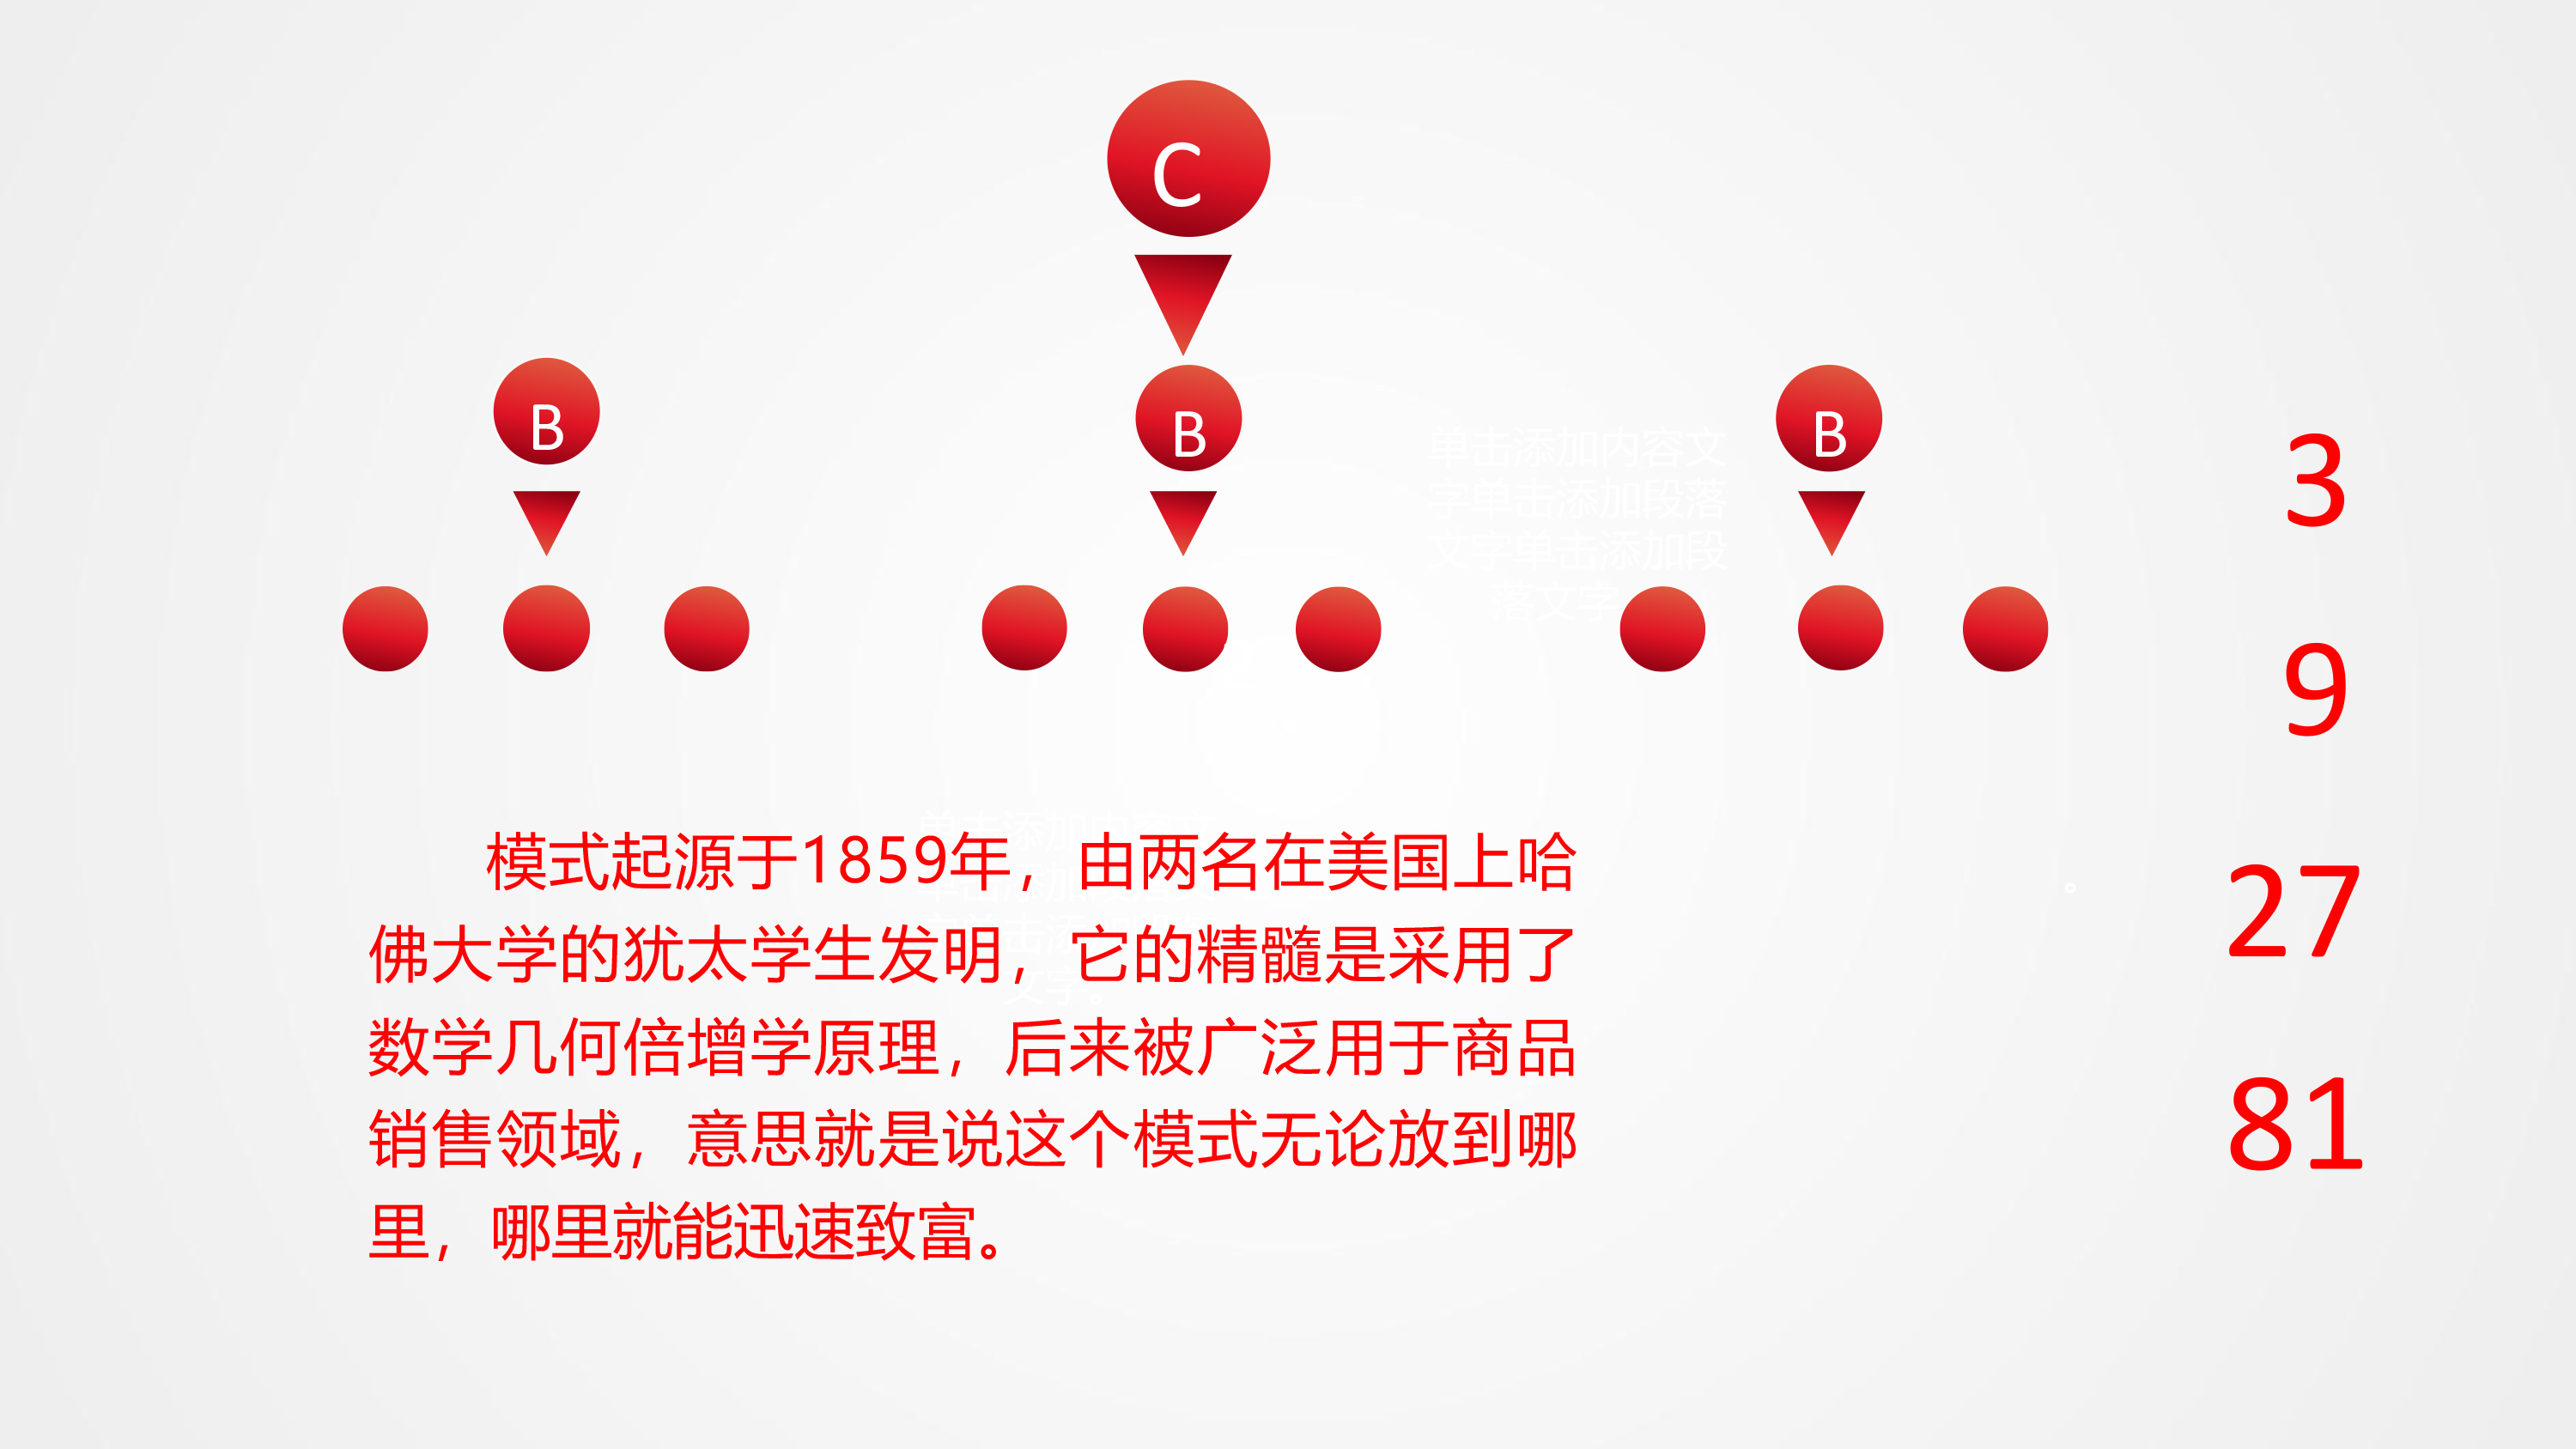 C
B
B
B
单击添加内容文
字单击添加段落
文字单击添加段
落文字
3
9
27
81
模式起源于1859年，由两名在美国上哈
佛大学的犹太学生发明，它的精髓是采用了
数学几何倍增学原理，后来被广泛用于商品
销售领域，意思就是说这个模式无论放到哪
里，哪里就能迅速致富。